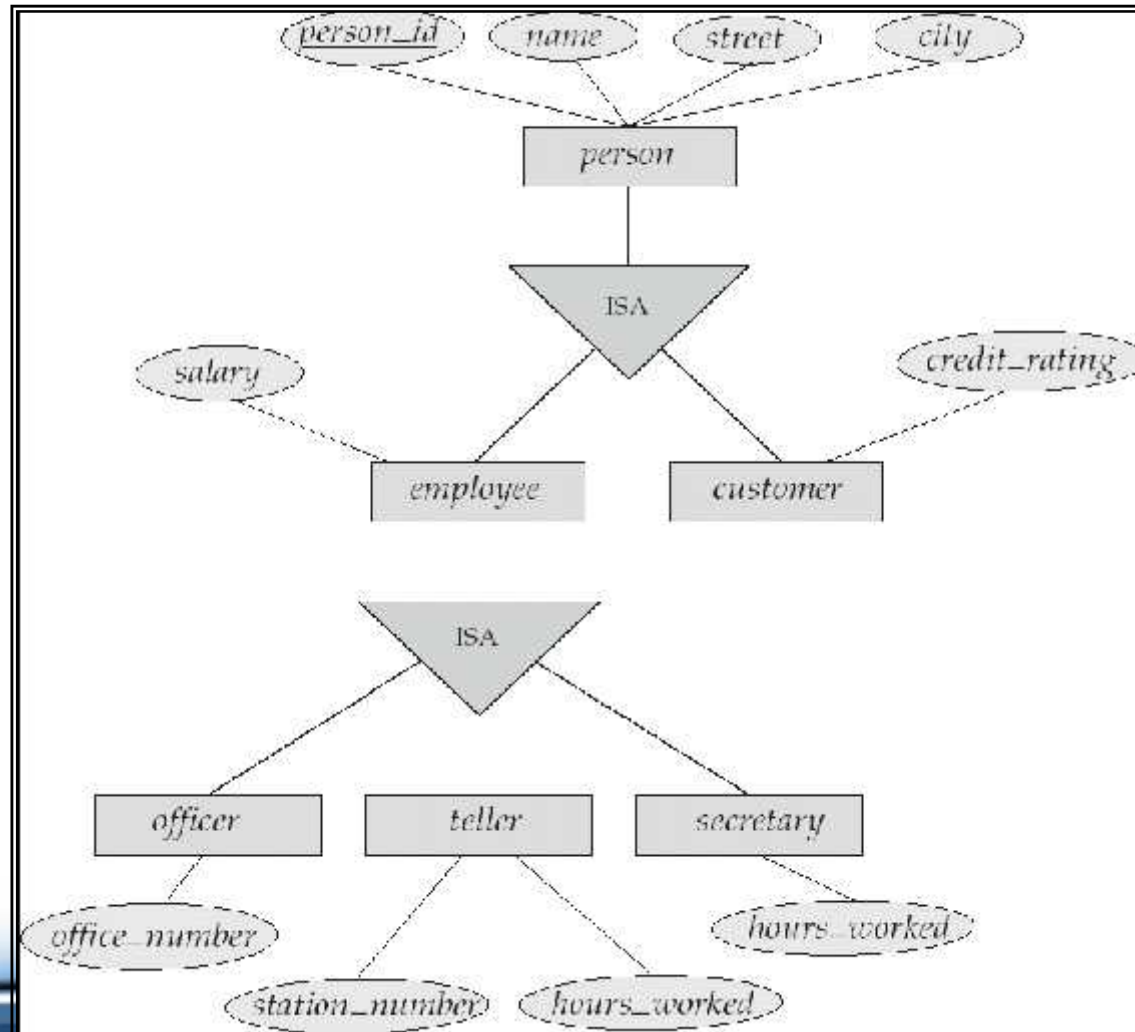 person_id name street city
person
ISA
salary credit_rating
employee customer
ISA
officer teller secretary
office_number hours_worked
station_number hours_worked